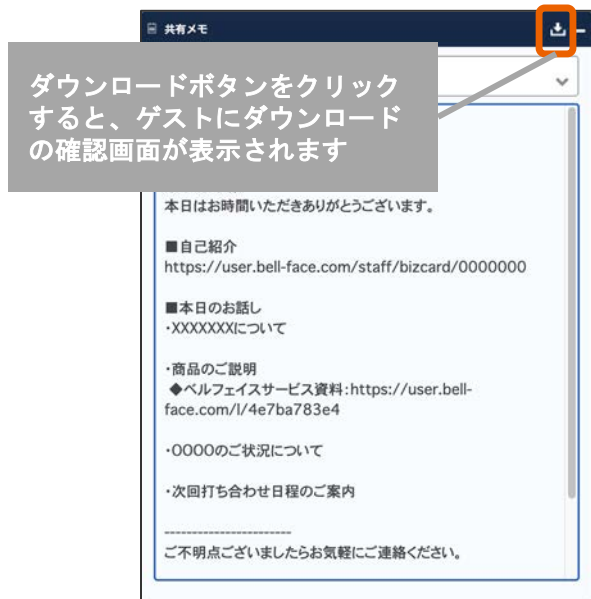 共有メモ
ダウンロードボタンをクリック
すると、ゲストにダウンロード
の確認画面が表示されます
本日はお時間いただきありがとうございます。
■自己紹介
https://user.bell-face.com/staff/bizcard/0000000
■本日のお話し
・XXXXXXXについて
・商品のご説明
◆ベルフェイスサービス資料：https://user.bell-
face.com/l/4e7ba783e4
・OOOOのご状況について
・次回打ち合わせ日程のご案内
----------------------
ご不明点ございましたらお気軽にご連絡ください。